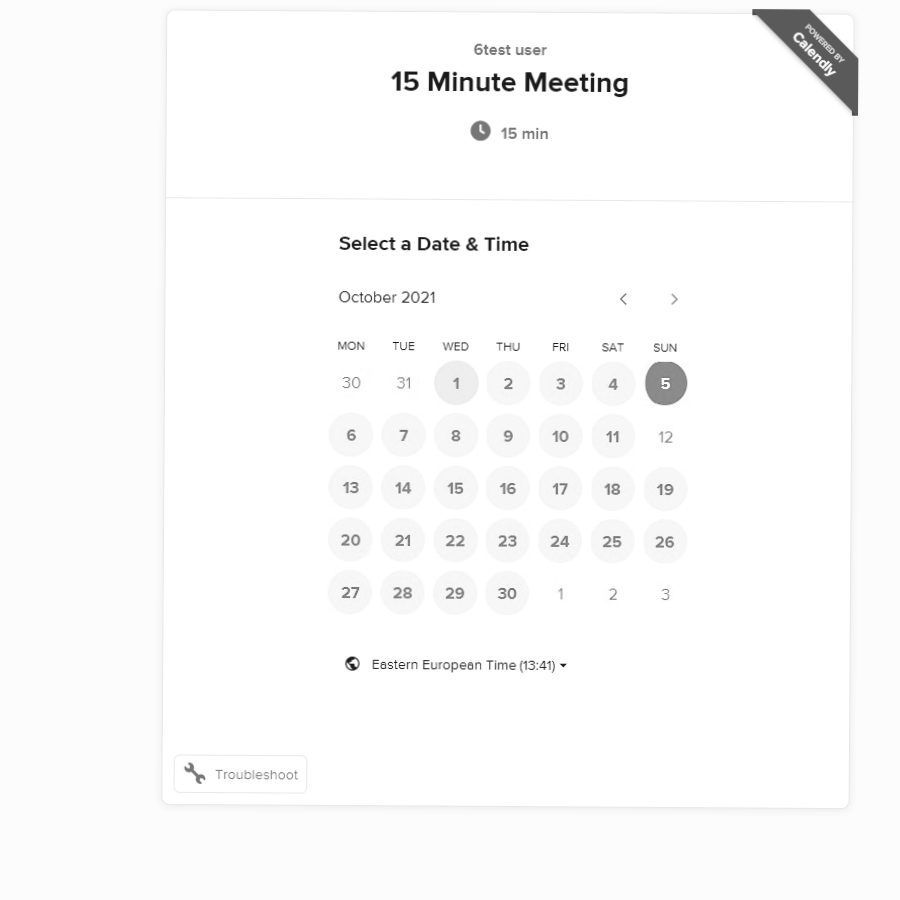 6test user
15 Minute Meeting
15 min
POWERED BY
Calendly
Select a Date & Time
October 2021
MON TUE WED THU FRI SAT SUN
30 31 1 2 3 4 5
6 7 8 9 10 11 12
13 14 15 16 17 18 19
20 21 22 23 24 25 26
27 28 29 30 1 2 3
Eastern European Time (13:41)
Troubleshoot